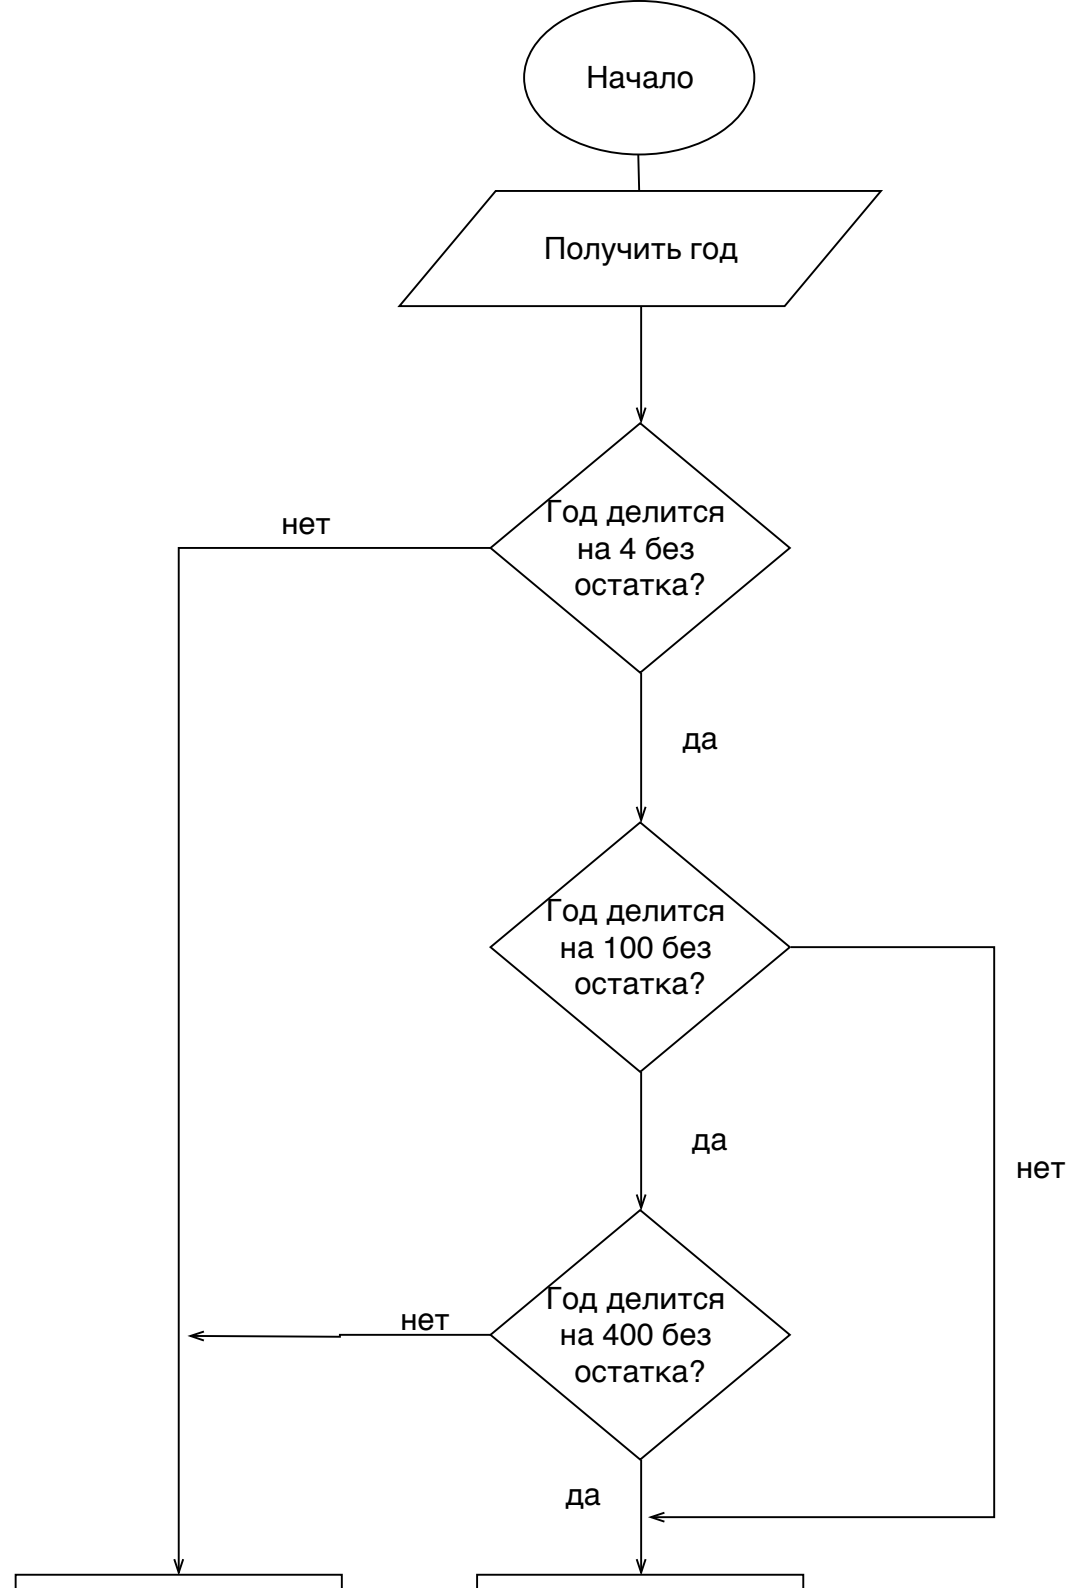 Начало
Получить год
Год делится
на 4 без
остатка?
нет
да
Год делится
на 100 без
остатка?
да
нет
Год делится
на 400 без
остатка?
нет
да